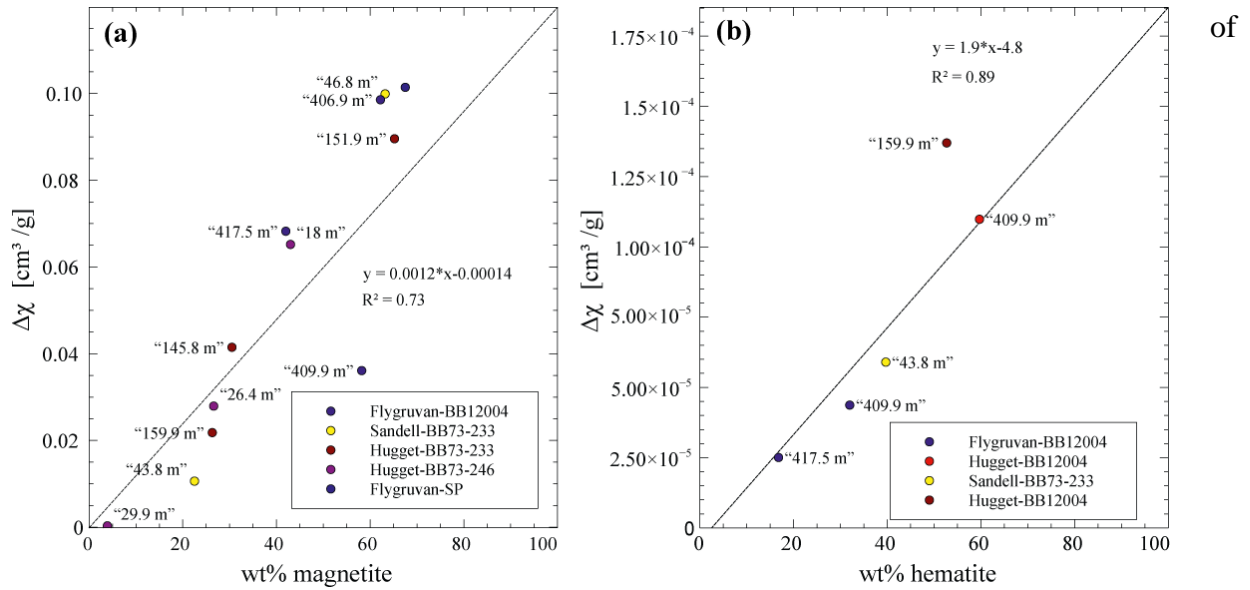 of
(a)
0.10
0.08
0.06
0.04
0.02
0
Δχ [cm³ /g]
“46.8 m”
“406.9 m”
“151.9 m”
“417.5 m” “18 m”
y = 0.0012*x-0.00014
R² = 0.73
“145.8 m”
“409.9 m”
“26.4 m”
“159.9 m”
“43.8 m”
“29.9 m”
Flygruvan-BB12004
Sandell-BB73-233
Hugget-BB73-233
Hugget-BB73-246
Flygruvan-SP
0 20 40 60 80 100
wt% magnetite
(b)
1.75×10⁻⁴
1.5×10⁻⁴
1.25×10⁻⁴
1.00×10⁻⁴
5.00×10⁻⁵
5.00×10⁻⁵
2.5×10⁻⁵
0
Δχ [cm³ /g]
y = 1.9*x-4.8
R² = 0.89
“159.9 m”
“409.9 m”
“43.8 m”
“409.9 m”
“417.5 m”
Flygruvan-BB12004
Hugget-BB12004
Sandell-BB73-233
Hugget-BB12004
0 20 40 60 80 100
wt% hematite